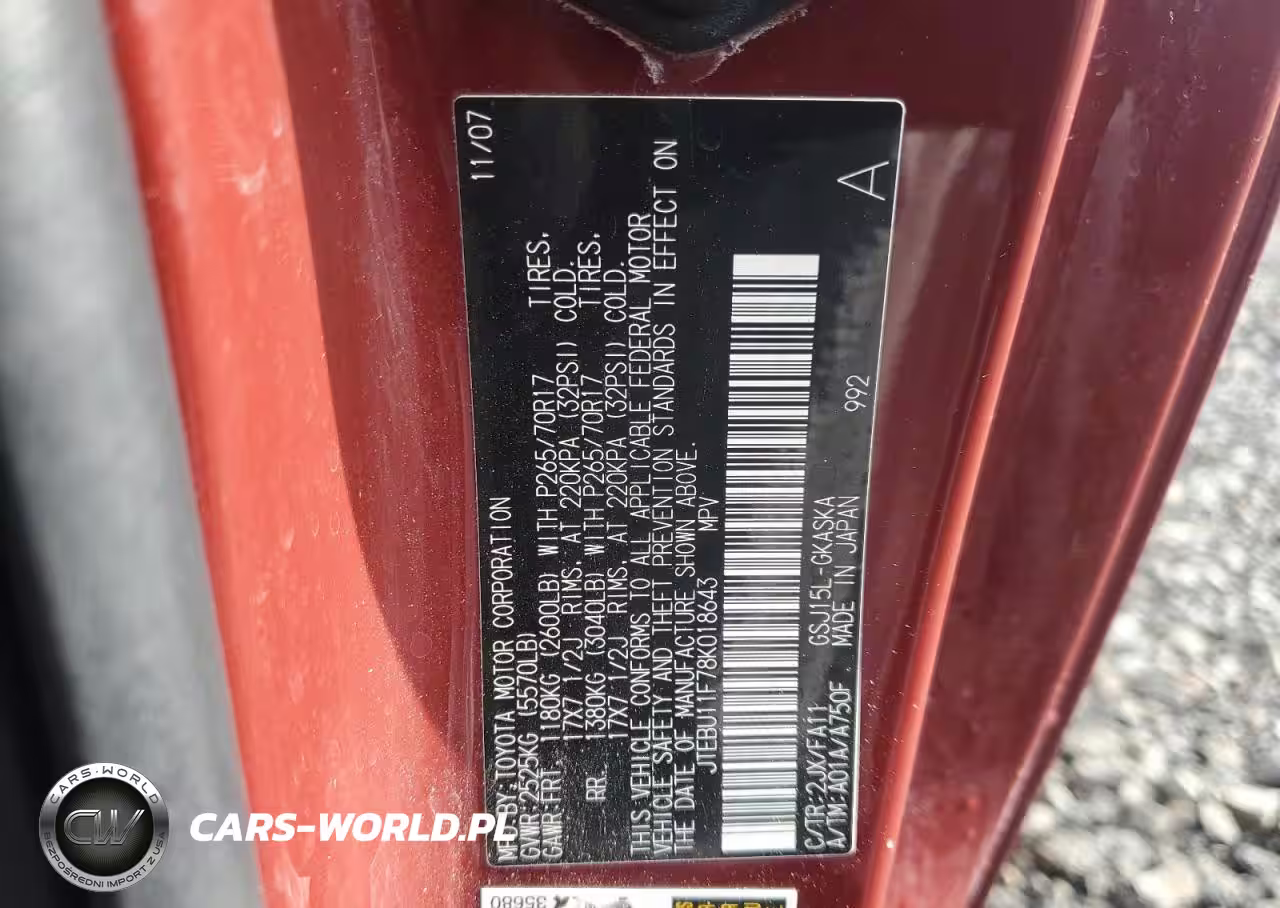 11/07
MFD.BY:TOYOTA MOTOR CORPORATION
GVWR:2525KG (5570LB)
GAWR:FRT. 1180KG (2600LB) WITH P265/70R17 TIRES,
17X7 1/2J RIMS, AT 220KPA (32PSI) COLD.
RR. 1380KG (3040LB) WITH P265/70R17 TIRES,
17X7 1/2J RIMS, AT 220KPA (32PSI) COLD.
THIS VEHICLE CONFORMS TO ALL APPLICABLE FEDERAL MOTOR
VEHICLE SAFETY AND THEFT PREVENTION STANDARDS IN EFFECT ON
THE DATE OF MANUFACTURE SHOWN ABOVE.
JTEBU11F78K018643 MPV
C/TR:2JX/FA11 GSJ15L-GKASKA 992 A
A/TM:A01A/A750F MADE IN JAPAN
35680
CARS-WORLD
BEZPOŚREDNI IMPORT Z USA
CW
CARS-WORLD.PL